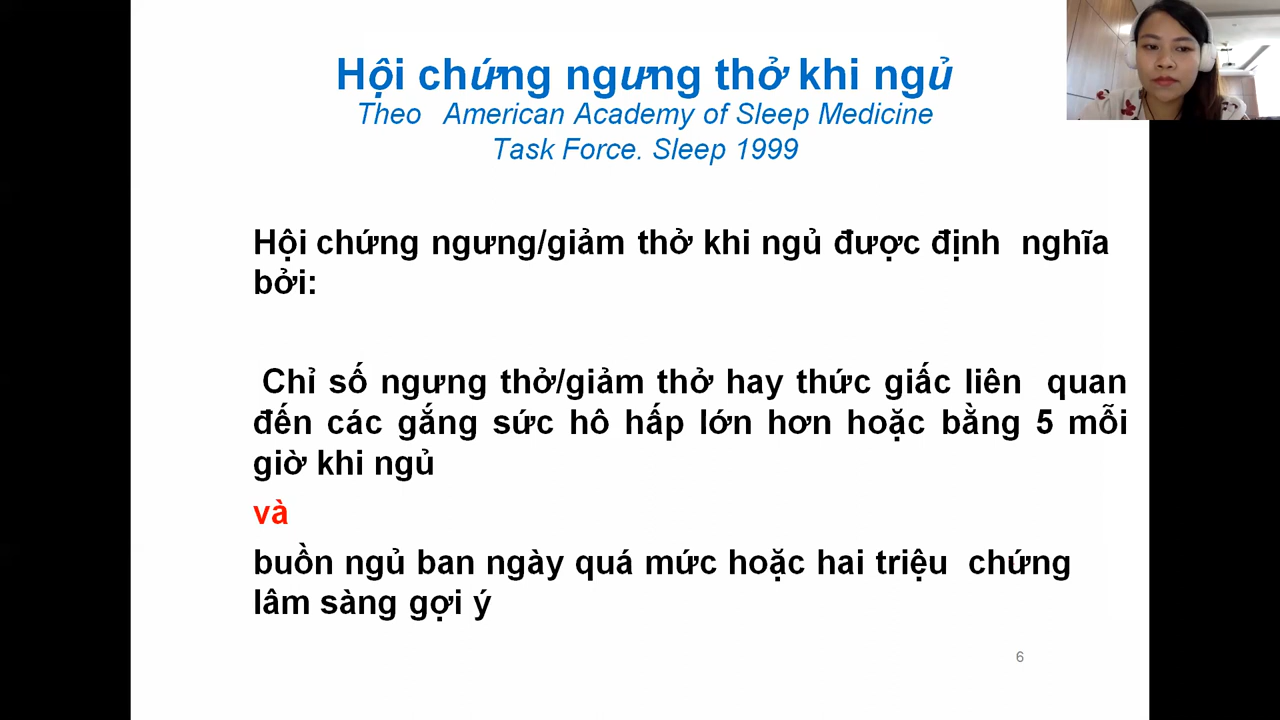 Hội chứng ngưng thở khi ngủ
Theo American Academy of Sleep Medicine
Task Force. Sleep 1999
Hội chứng ngưng/giảm thở khi ngủ được định nghĩa
bởi:
Chỉ số ngưng thở/giảm thở hay thức giấc liên quan
đến các gắng sức hô hấp lớn hơn hoặc bằng 5 mỗi
giờ khi ngủ
và
buồn ngủ ban ngày quá mức hoặc hai triệu chứng
lâm sàng gợi ý
6